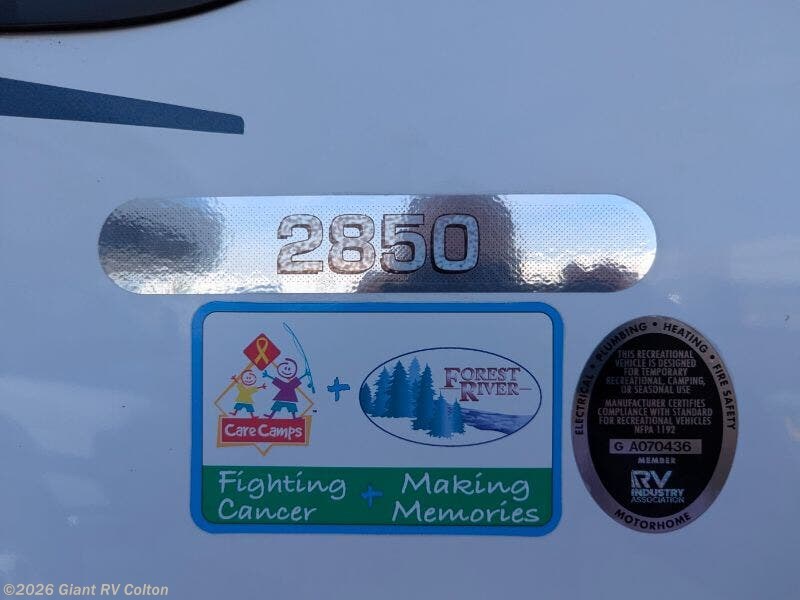 2850
Care Camps
™
+
FOREST
RIVER
Fighting + Making
Cancer Memories
ELECTRICAL • PLUMBING • HEATING • FIRE SAFETY
THIS RECREATIONAL
VEHICLE IS DESIGNED
FOR TEMPORARY
RECREATIONAL, CAMPING,
OR SEASONAL USE
MANUFACTURER CERTIFIES
COMPLIANCE WITH STANDARD
FOR RECREATIONAL VEHICLES
NFPA 1192
G A070436
MEMBER
RV
INDUSTRY
ASSOCIATION
MOTORHOME
©2026 Giant RV Colton